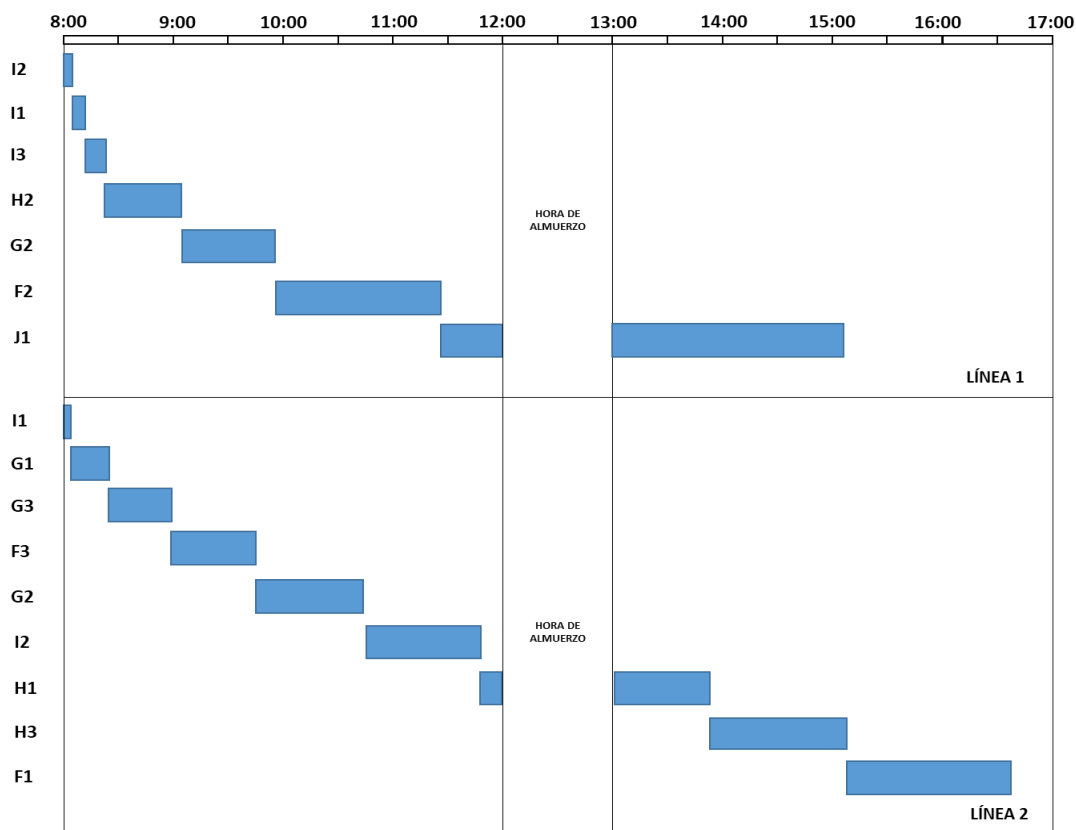 8:00 9:00 10:00 11:00 12:00 13:00 14:00 15:00 16:00 17:00
I2
I1
I3
H2
G2
F2
J1
HORA DE
ALMUERZO
LÍNEA 1
I1
G1
G3
F3
G2
I2
H1
H3
F1
HORA DE
ALMUERZO
LÍNEA 2